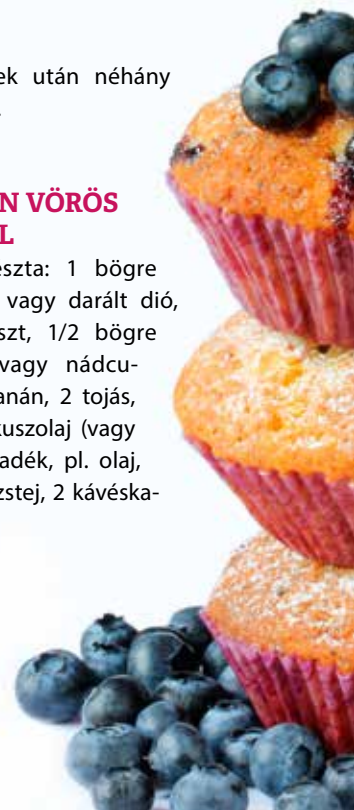 ek után néhány
.
N VÖRÖS
L
eszta: 1 bögre
vagy darált dió,
szt, 1/2 bögre
vagy nádcu-
anán, 2 tojás,
kuszolaj (vagy
adék, pl. olaj,
zstej, 2 kávéska-